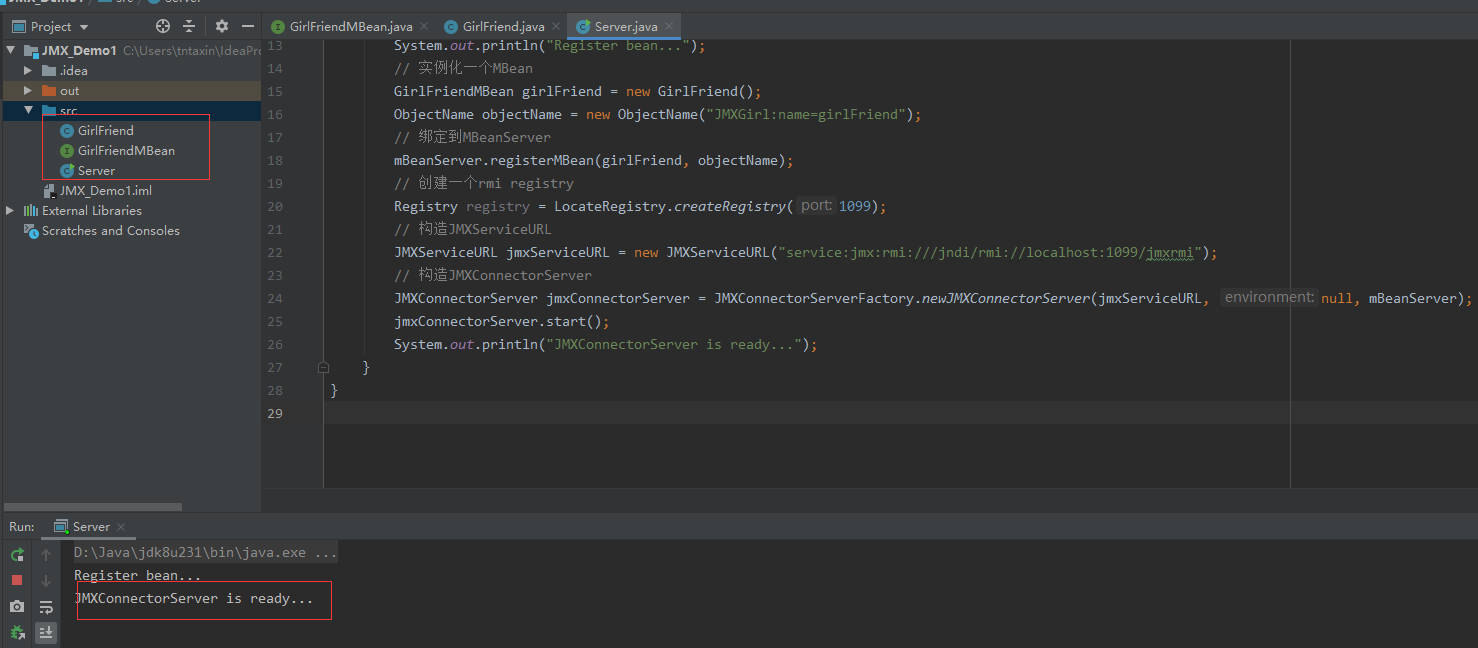 Project
GirlFriendMBean.java
GirlFriend.java
Server.java
JMX_Demo1 C:\Users\ntaxin\IdeaPro
.idea
out
src
GirlFriend
GirlFriendMBean
Server
JMX_Demo1.iml
External Libraries
Scratches and Consoles
13 System.out.println("Register bean...");
14 // 实例化一个MBean
15 GirlFriendMBean girlFriend = new GirlFriend();
16 ObjectName objectName = new ObjectName("JMXGirl:name=girlFriend");
17 // 绑定到MBeanServer
18 mBeanServer.registerMBean(girlFriend, objectName);
19 // 创建一个rmi registry
20 Registry registry = LocateRegistry.createRegistry( port: 1099);
21 // 构造JMXServiceURL
22 JMXServiceURL jmxServiceURL = new JMXServiceURL("service:jmx:rmi:///jndi/rmi://localhost:1099/jmxrmi");
23 // 构造JMXConnectorServer
24 JMXConnectorServer jmxConnectorServer = JMXConnectorServerFactory.newJMXConnectorServer(jmxServiceURL, environment: null, mBeanServer);
25 jmxConnectorServer.start();
26 System.out.println("JMXConnectorServer is ready...");
27 }
28 }
29
Run: Server
D:\Java\jdk8u231\bin\java.exe ...
Register bean...
JMXConnectorServer is ready...